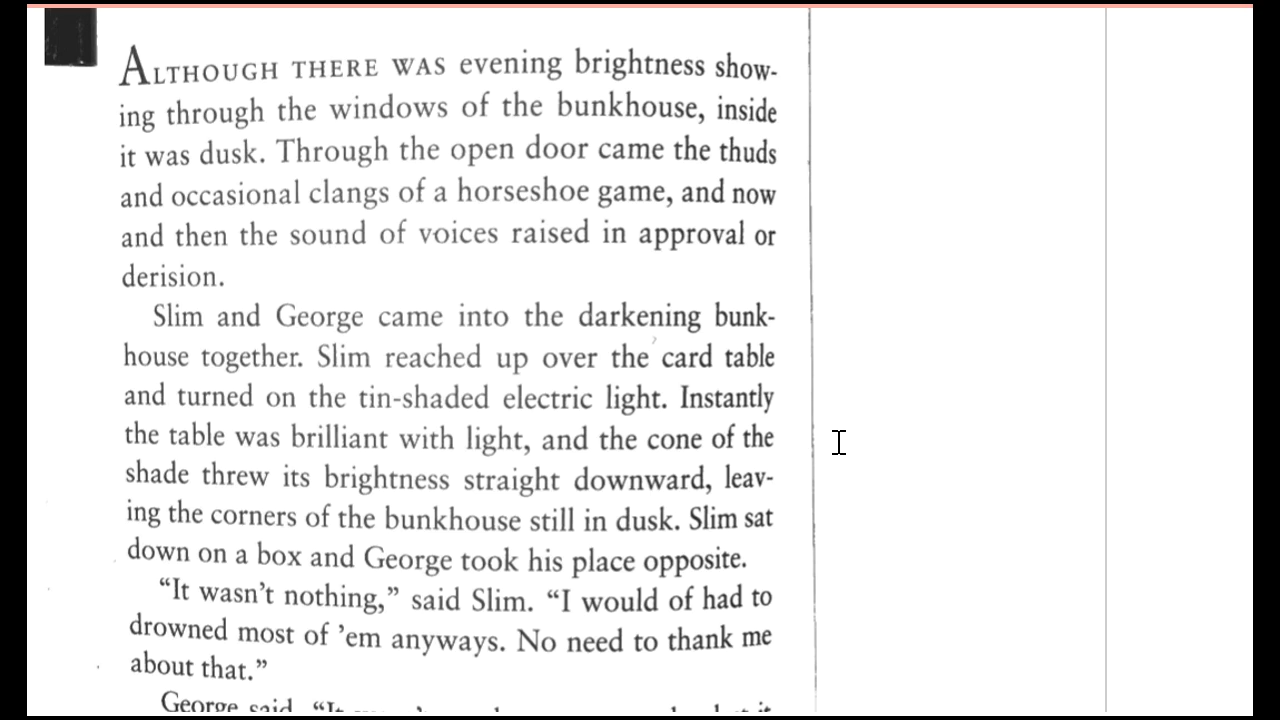 ALTHOUGH THERE WAS evening brightness show-
ing through the windows of the bunkhouse, inside
it was dusk. Through the open door came the thuds
and occasional clangs of a horseshoe game, and now
and then the sound of voices raised in approval or
derision.
Slim and George came into the darkening bunk-
house together. Slim reached up over the card table
and turned on the tin-shaded electric light. Instantly
the table was brilliant with light, and the cone of the
shade threw its brightness straight downward, leav-
ing the corners of the bunkhouse still in dusk. Slim sat
down on a box and George took his place opposite.
“It wasn’t nothing,” said Slim. “I would of had to
drowned most of ’em anyways. No need to thank me
about that.”
George said, “It